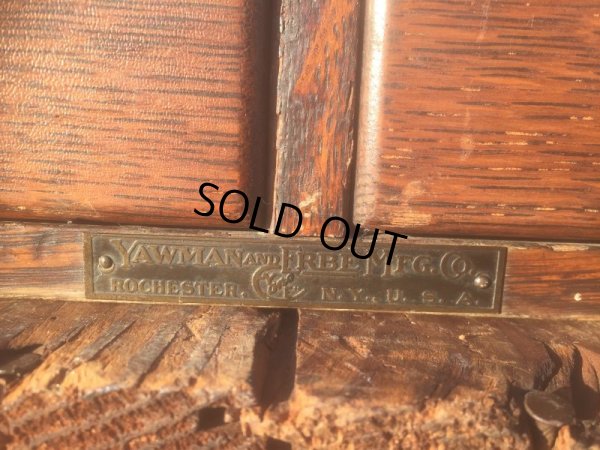 SOLD OUT
YAWMAN AND ERBE MFG. CO.
ROCHESTER, N.Y., U. S. A.